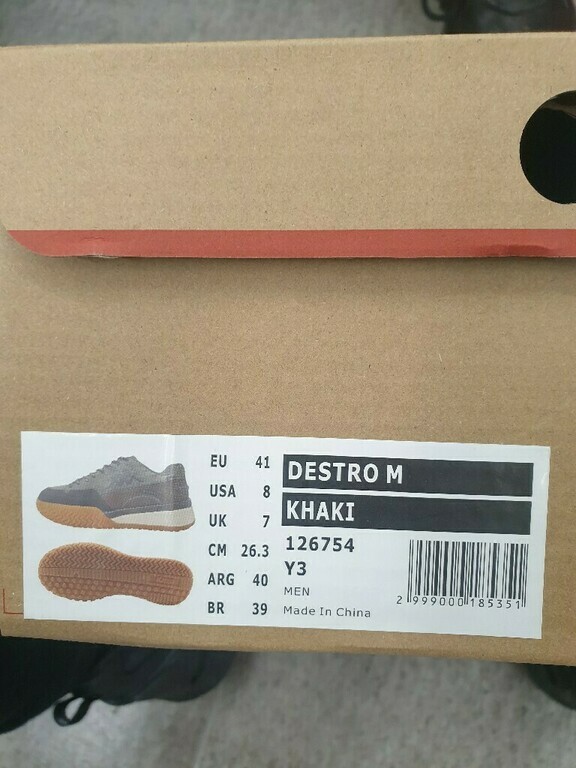 EU 41
USA 8
UK 7
CM 26.3
ARG 40
BR 39
DESTRO M
KHAKI
126754
Y3
MEN
Made In China
2 999000 185351